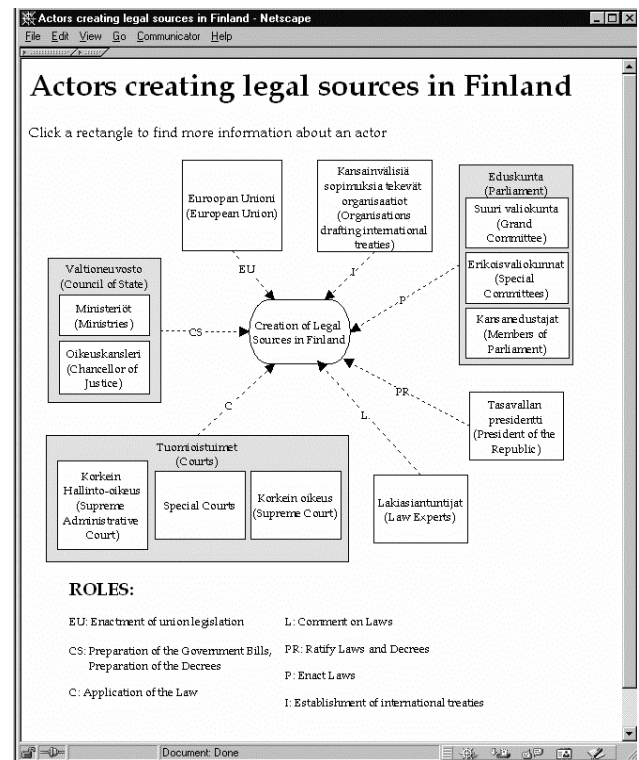 Actors creating legal sources in Finland - Netscape
File Edit View Go Communicator Help
Actors creating legal sources in Finland
Click a rectangle to find more information about an actor
Euroopan Unioni
(European Union)
Kansainvälisiä
sopimuksia tekevät
organisaatiot
(Organisations
drafting international
treaties)
Eduskunta
(Parliament)
Suuri valiokunta
(Grand
Committee)
Erikoisvaliokunnat
(Special
Committees)
Kansanedustajat
(Members of
Parliament)
Valtioneuvosto
(Council of State)
Ministeriöt
(Ministries)
Oikeuskansleri
(Chancellor of
Justice)
EU
I
P
CS
Creation of Legal
Sources in Finland
C
L
PR
Tasavallan
presidentti
(President of the
Republic)
Tuomioistuimet
(Courts)
Korkein
Hallinto-oikeus
(Supreme
Administrative
Court)
Special Courts
Korkein oikeus
(Supreme Court)
Lakiasiantuntijat
(Law Experts)
ROLES:
EU: Enactment of union legislation
CS: Preparation of the Government Bills,
Preparation of the Decrees
C: Application of the Law
L: Comment on Laws
PR: Ratify Laws and Decrees
P: Enact Laws
I: Establishment of international treaties
Document: Done